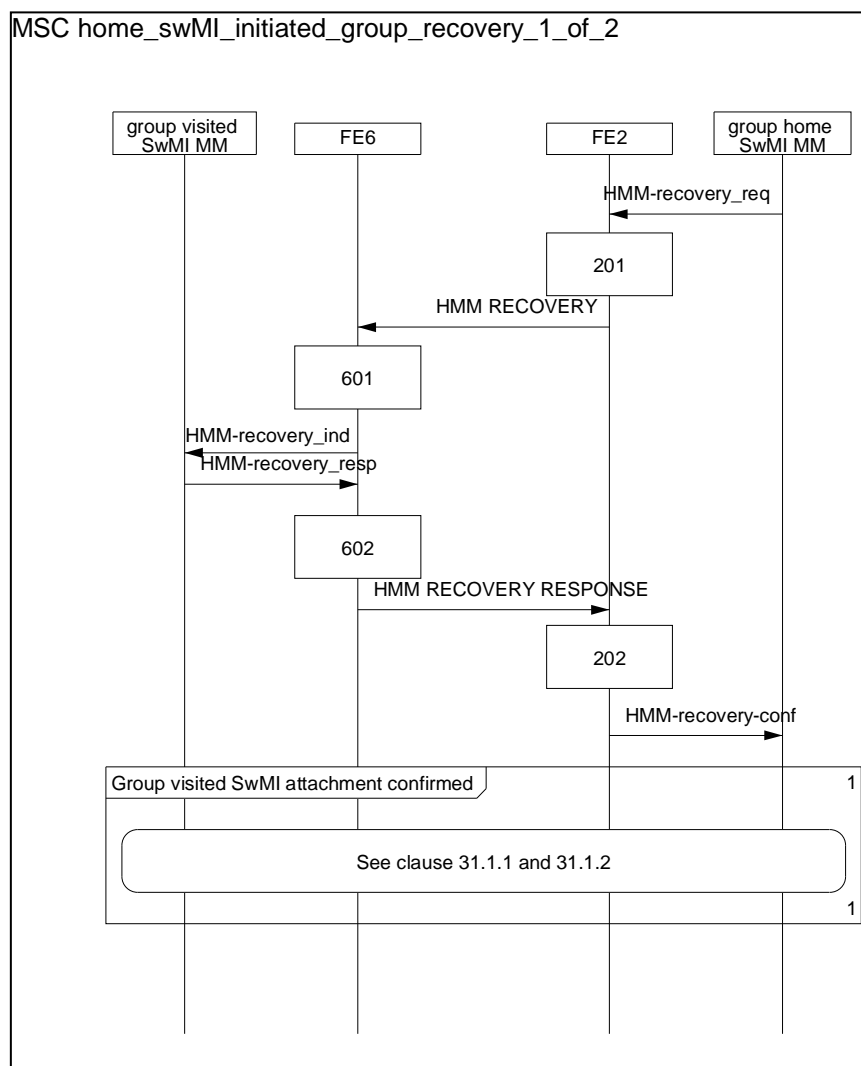 MSC home_swMI_initiated_group_recovery_1_of_2
group visited
SwMI MM
FE6
FE2
group home
SwMI MM
HMM-recovery_req
201
HMM RECOVERY
601
HMM-recovery_ind
HMM-recovery_resp
602
HMM RECOVERY RESPONSE
202
HMM-recovery-conf
Group visited SwMI attachment confirmed
1
See clause 31.1.1 and 31.1.2
1